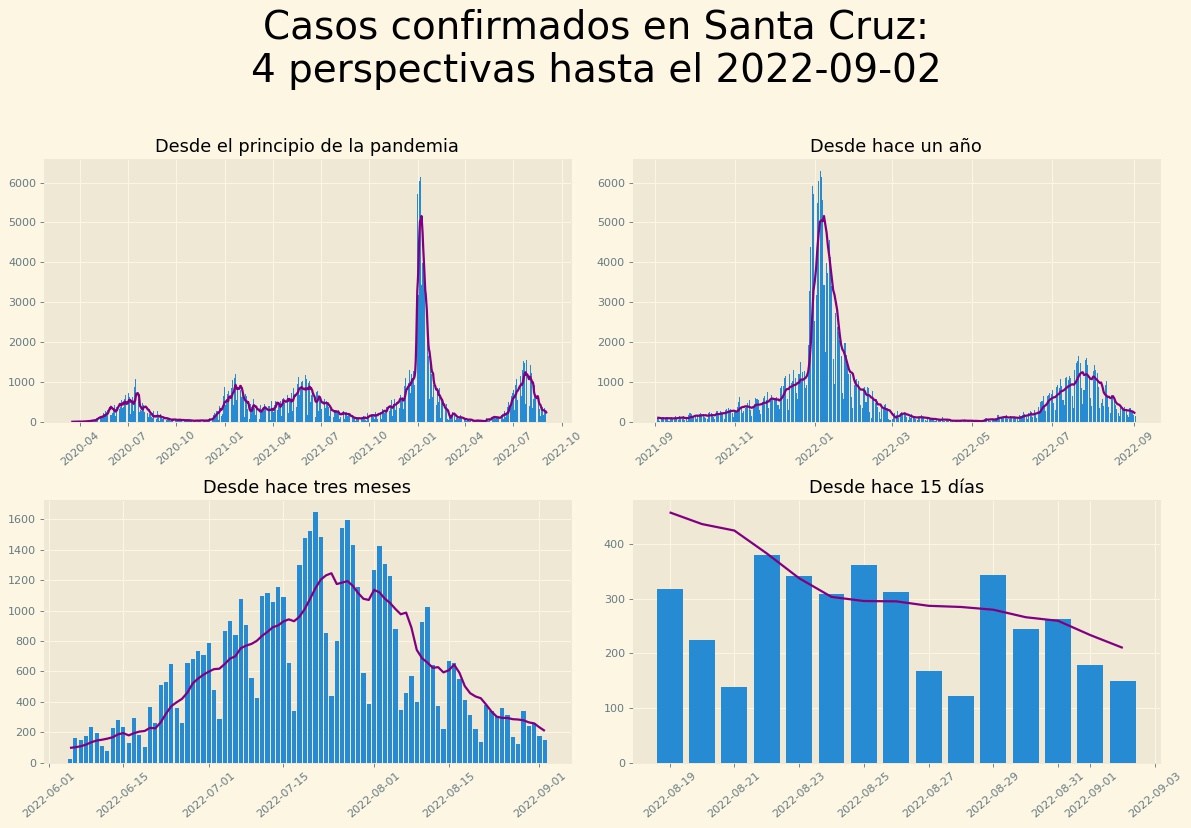 Casos confirmados en Santa Cruz:
4 perspectivas hasta el 2022-09-02
Desde el principio de la pandemia
6000
5000
4000
3000
2000
1000
0
2020-04 2020-07 2020-10 2021-01 2021-04 2021-07 2021-10 2022-01 2022-04 2022-07 2022-10
Desde hace un año
6000
5000
4000
3000
2000
1000
0
2021-09 2021-11 2022-01 2022-03 2022-05 2022-07 2022-09
Desde hace tres meses
1600
1400
1200
1000
800
600
400
200
0
2022-06-01 2022-06-15 2022-07-01 2022-07-15 2022-08-01 2022-08-15 2022-09-01
Desde hace 15 días
400
300
200
100
0
2022-08-19 2022-08-21 2022-08-23 2022-08-25 2022-08-27 2022-08-29 2022-08-31 2022-09-01 2022-09-03